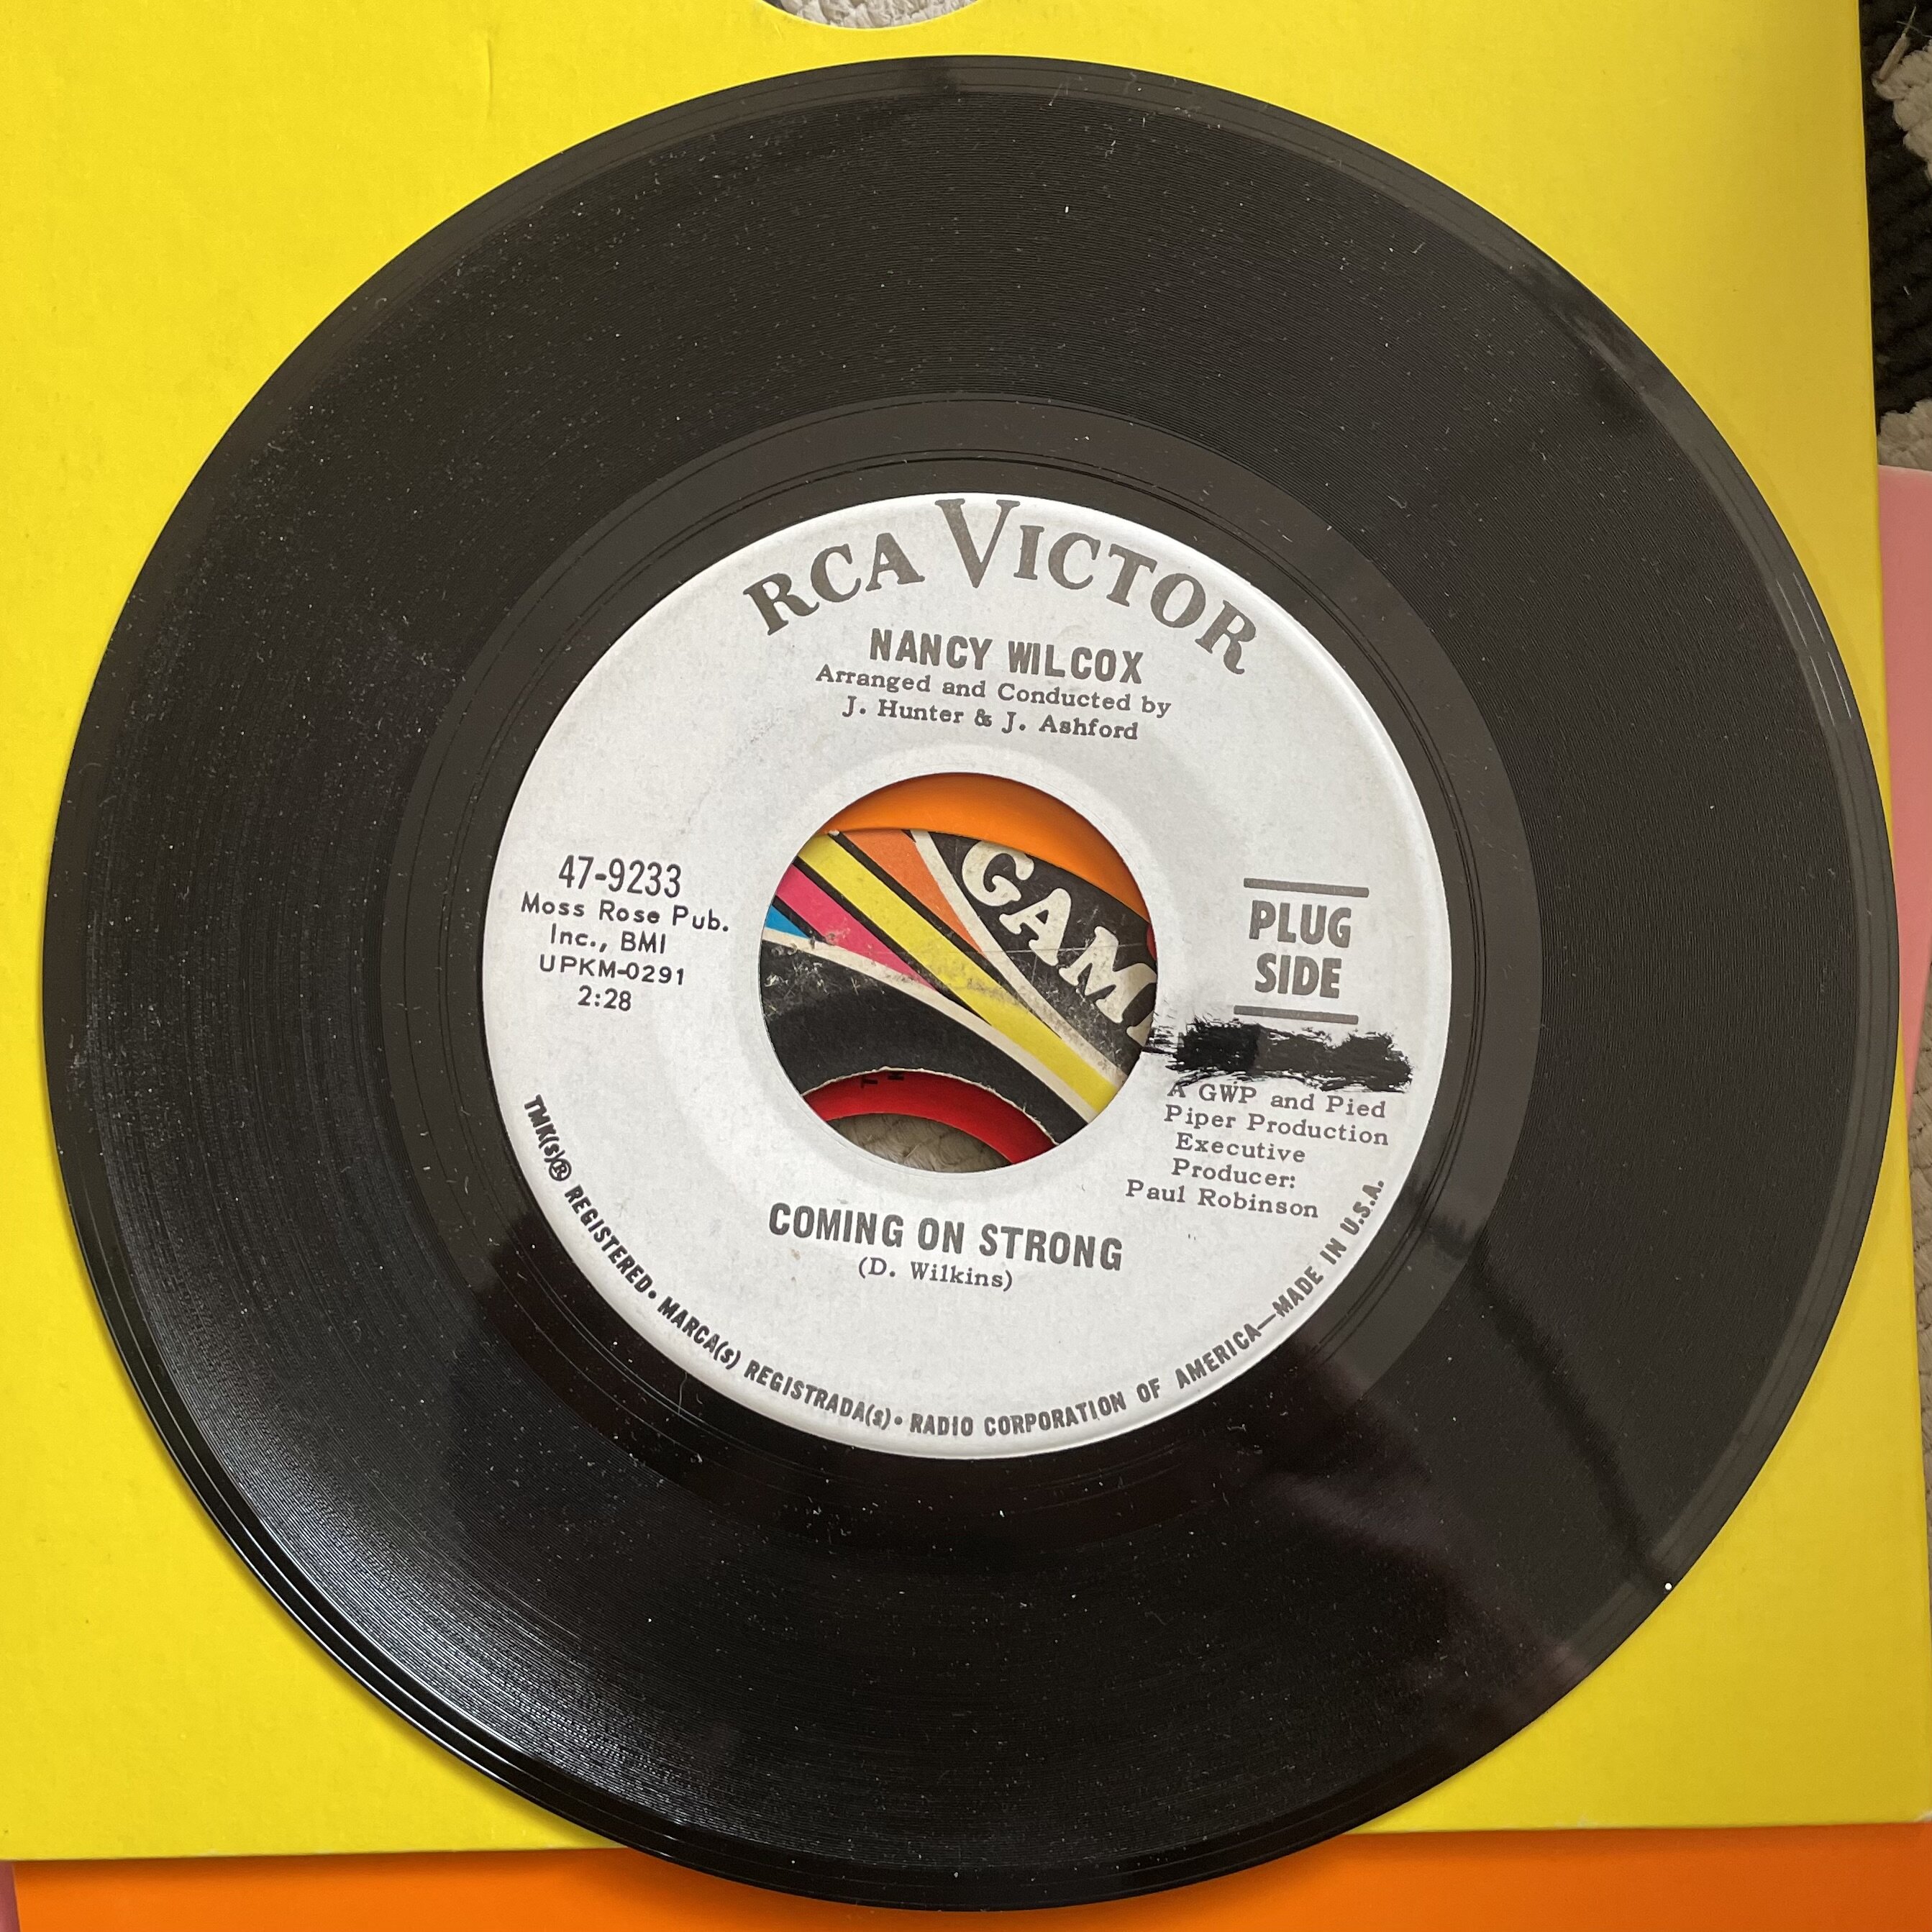 RCA VICTOR
NANCY WILCOX
Arranged and Conducted by
J. Hunter & J. Ashford
47-9233
Moss Rose Pub.
Inc., BMI
UPKM-0291
2:28
GAM
PLUG
SIDE
A GWP and Pied
Piper Production
Executive
Producer:
Paul Robinson
COMING ON STRONG
(D. Wilkins)
TMK(s)® REGISTERED • MARCA(s) REGISTRADA(s) • RADIO CORPORATION OF AMERICA—MADE IN U.S.A.